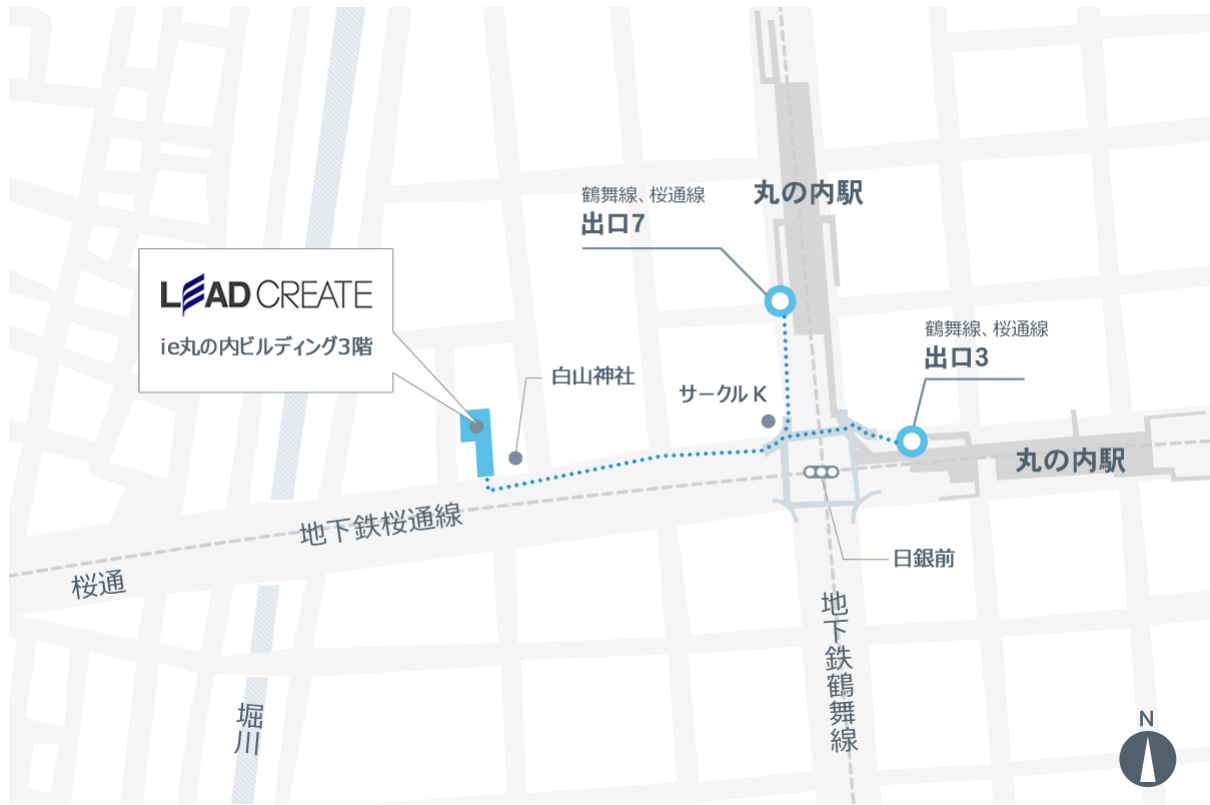 丸の内駅
鶴舞線、桜通線
出口7
LEAD CREATE
ie丸の内ビルディング3階
鶴舞線、桜通線
出口3
白山神社
サークル K
丸の内駅
地下鉄桜通線
日銀前
桜通
地下鉄鶴舞線
堀川
N